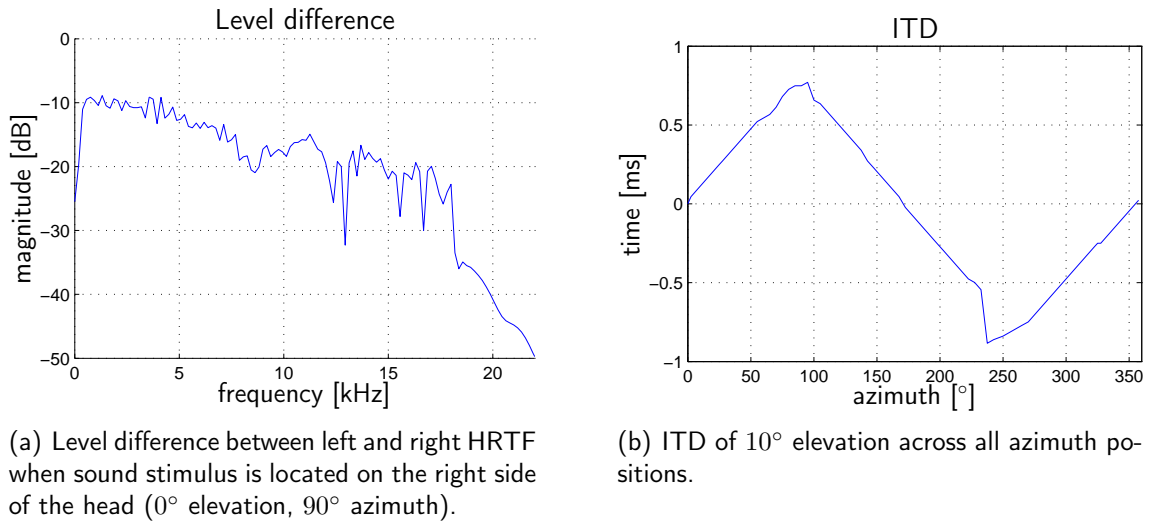 Level difference
0
−10
−20
−30
−40
−50
magnitude [dB]
0
5
10
15
20
frequency [kHz]
(a) Level difference between left and right HRTF
when sound stimulus is located on the right side
of the head (0° elevation, 90° azimuth).
ITD
1
0.5
0
−0.5
−1
time [ms]
0
50
100
150
200
250
300
350
azimuth [°]
(b) ITD of 10° elevation across all azimuth po-
sitions.